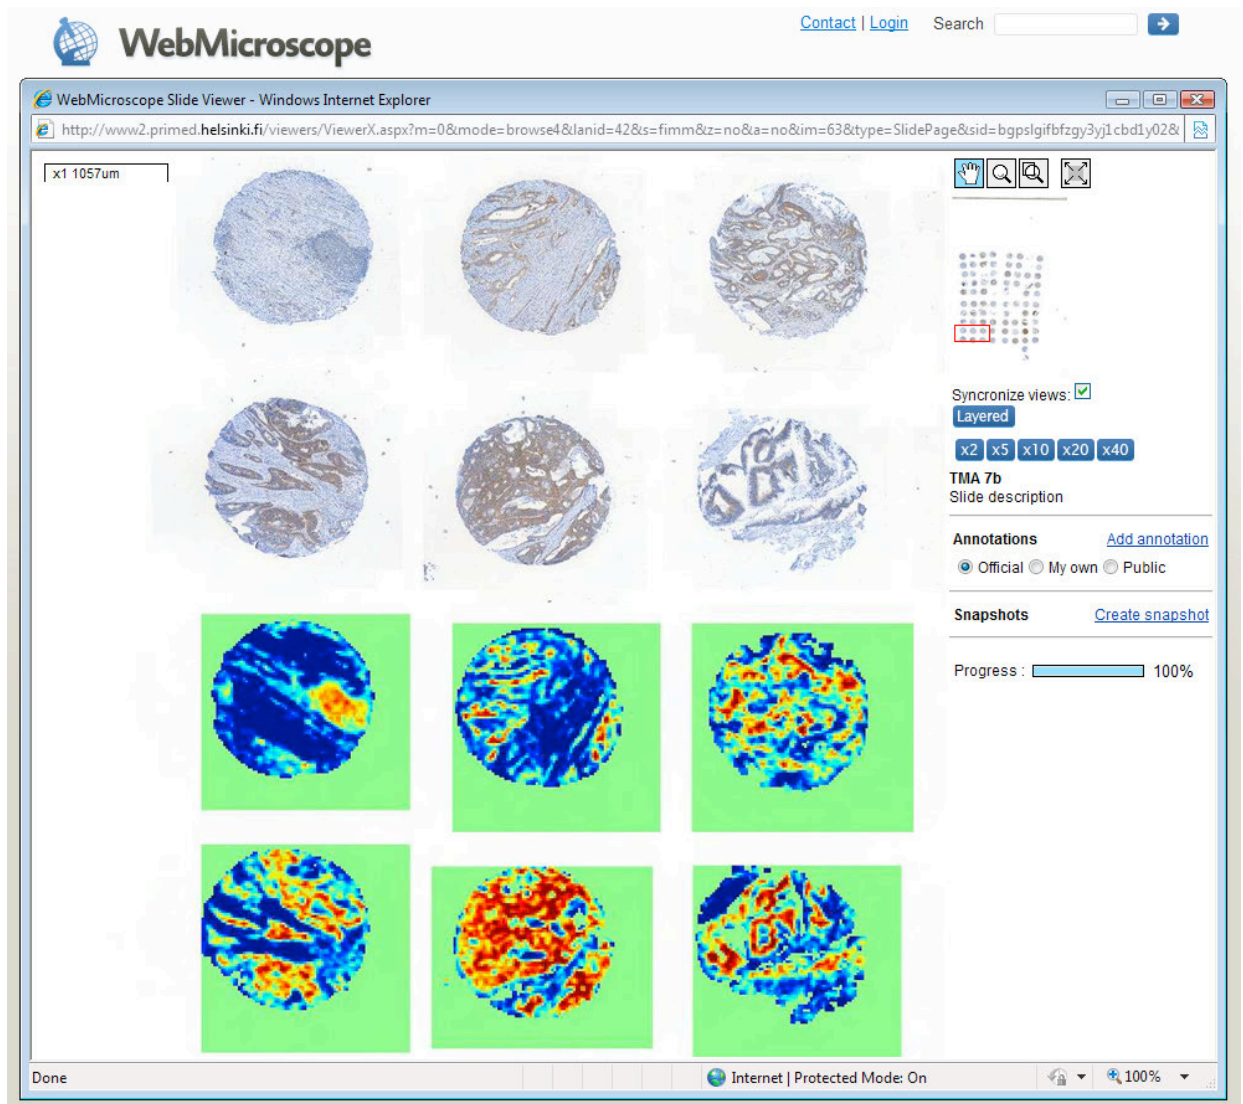 Contact | Login Search
WebMicroscope
WebMicroscope Slide Viewer - Windows Internet Explorer
http://www2.primed.helsinki.fi/viewers/ViewerX.aspx?m=0&mode=browse4&lanid=42&s=fimm&z=no&a=no&im=63&type=SlidePage&sid=bgpslgifbfzgy3yj1cbd1y02&
x1 1057um
Syncronize views:
Layered
x2 x5 x10 x20 x40
TMA 7b
Slide description
Annotations Add annotation
Official My own Public
Snapshots Create snapshot
Progress : 100%
Done Internet | Protected Mode: On 100%